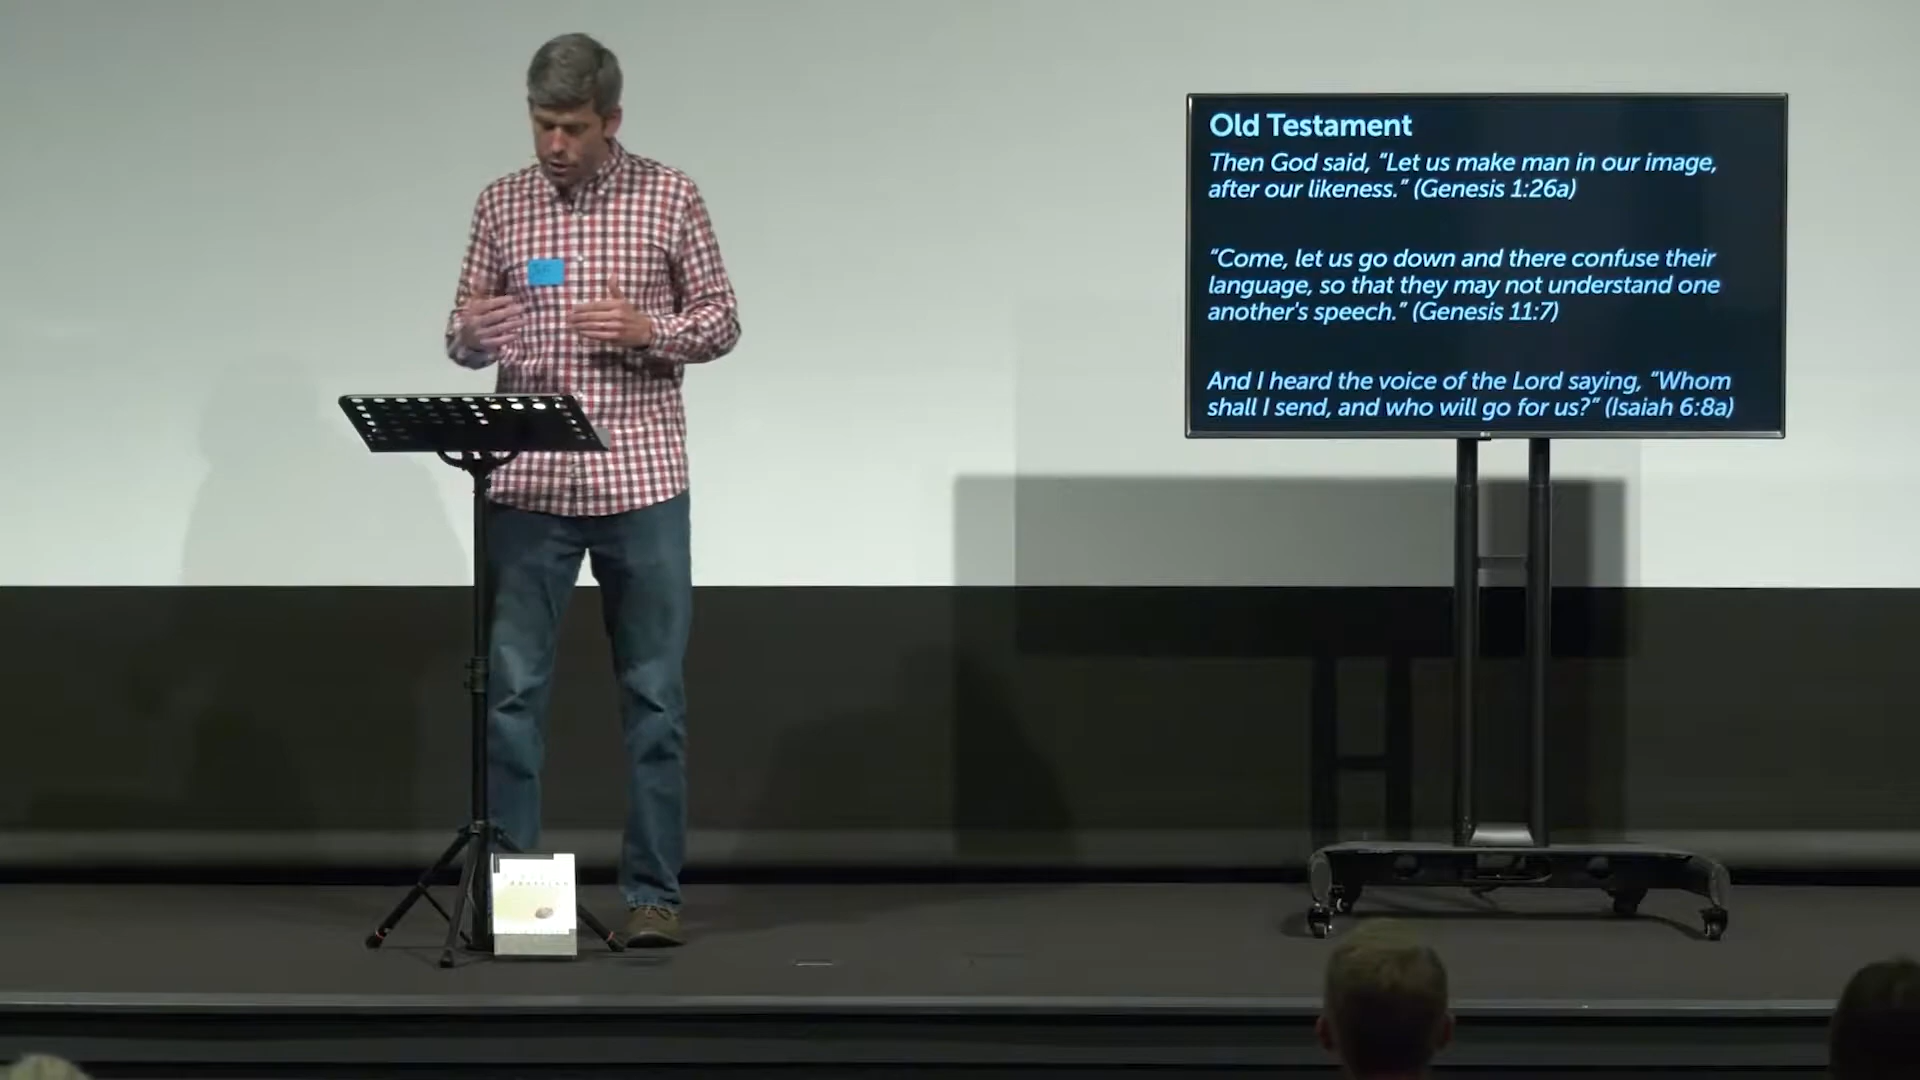 Old Testament
Then God said, “Let us make man in our image,
after our likeness.” (Genesis 1:26a)
“Come, let us go down and there confuse their
language, so that they may not understand one
another's speech.” (Genesis 11:7)
And I heard the voice of the Lord saying, “Whom
shall I send, and who will go for us?” (Isaiah 6:8a)